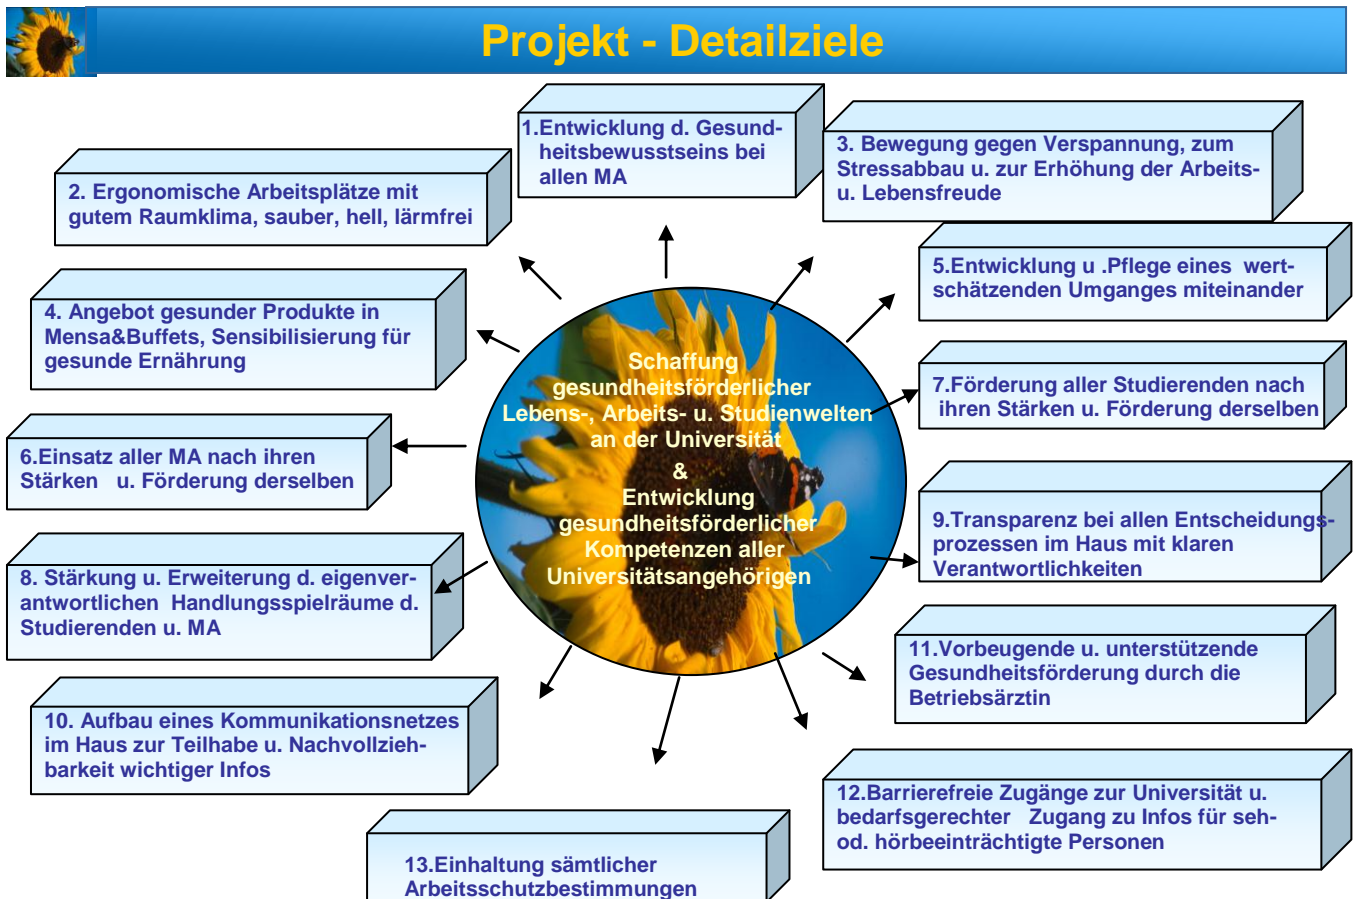 Projekt - Detailziele
1.Entwicklung d. Gesund-
heitsbewusstseins bei
allen MA
2. Ergonomische Arbeitsplätze mit
gutem Raumklima, sauber, hell, lärmfrei
3. Bewegung gegen Verspannung, zum
Stressabbau u. zur Erhöhung der Arbeits-
u. Lebensfreude
4. Angebot gesunder Produkte in
Mensa&Buffets, Sensibilisierung für
gesunde Ernährung
5.Entwicklung u .Pflege eines wert-
schätzenden Umganges miteinander
6.Einsatz aller MA nach ihren
Stärken u. Förderung derselben
7.Förderung aller Studierenden nach
ihren Stärken u. Förderung derselben
8. Stärkung u. Erweiterung d. eigenver-
antwortlichen Handlungsspielräume d.
Studierenden u. MA
9.Transparenz bei allen Entscheidungs-
prozessen im Haus mit klaren
Verantwortlichkeiten
10. Aufbau eines Kommunikationsnetzes
im Haus zur Teilhabe u. Nachvollzieh-
barkeit wichtiger Infos
11.Vorbeugende u. unterstützende
Gesundheitsförderung durch die
Betriebsärztin
12.Barrierefreie Zugänge zur Universität u.
bedarfsgerechter Zugang zu Infos für seh-
od. hörbeeinträchtigte Personen
13.Einhaltung sämtlicher
Arbeitsschutzbestimmungen
Schaffung
gesundheitsförderlicher
Lebens-, Arbeits- u. Studienwelten
an der Universität
&
Entwicklung
gesundheitsförderlicher
Kompetenzen aller
Universitätsangehörigen